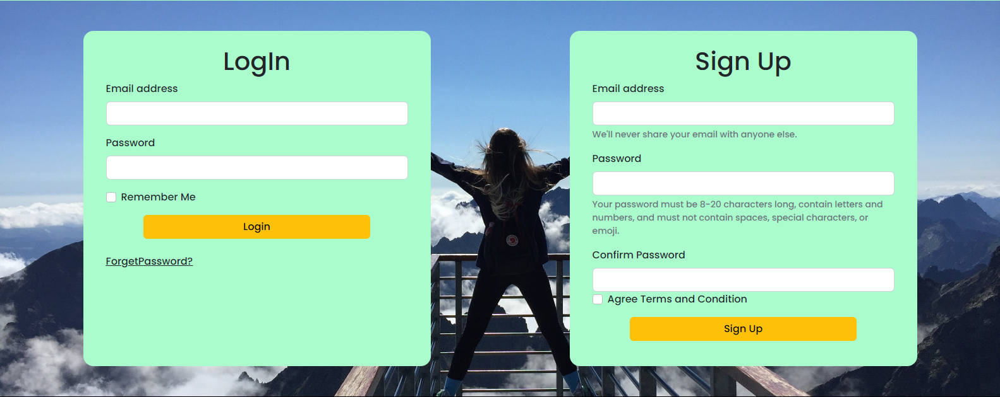 LogIn
Email address
Password
Remember Me
Login
ForgetPassword?
Sign Up
Email address
We'll never share your email with anyone else.
Password
Your password must be 8-20 characters long, contain letters and
numbers, and must not contain spaces, special characters, or
emoji.
Confirm Password
Agree Terms and Condition
Sign Up